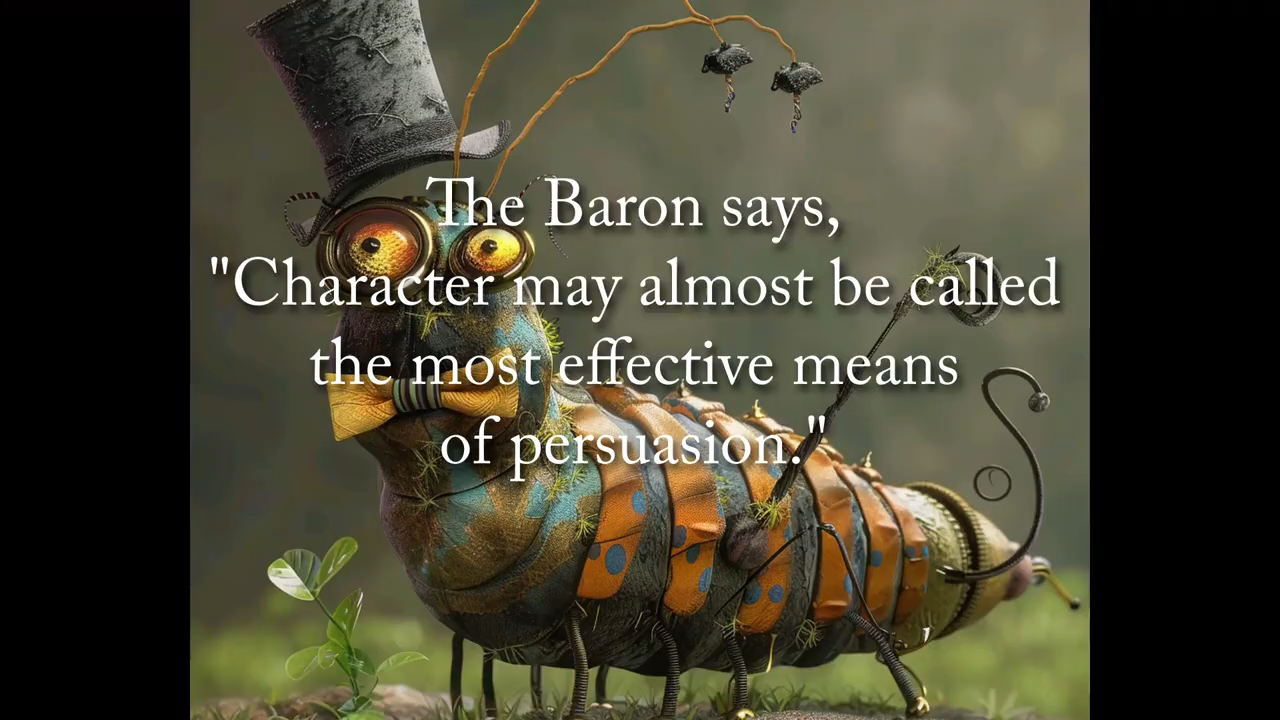 The Baron says,
"Character may almost be called
the most effective means
of persuasion."